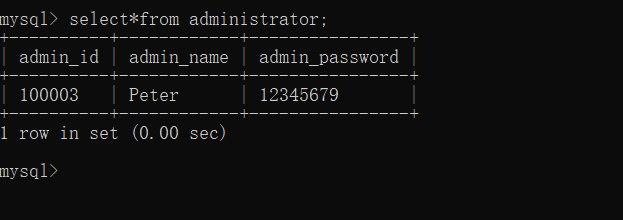 mysql> select*from administrator;
+----------+------------+----------------+
| admin_id | admin_name | admin_password |
+----------+------------+----------------+
| 100003   | Peter      | 12345679       |
+----------+------------+----------------+
1 row in set (0.00 sec)
mysql>